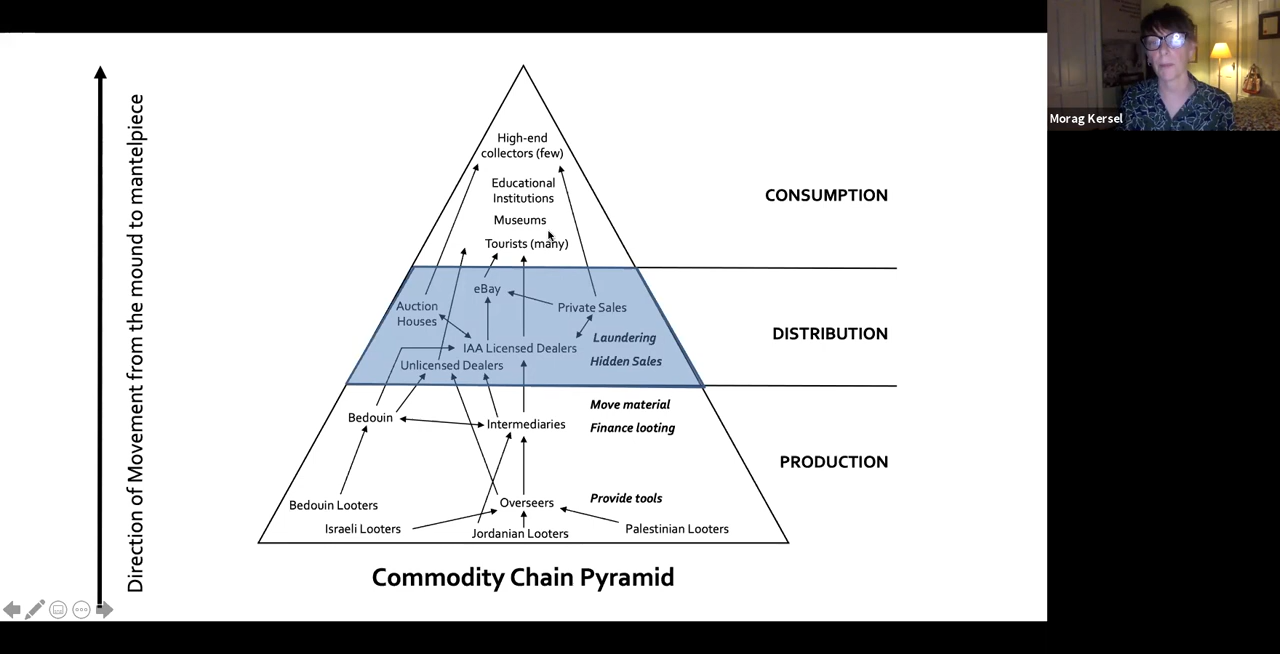 Direction of Movement from the mound to mantelpiece
High-end
collectors (few)
Educational
Institutions
Museums
Tourists (many)
CONSUMPTION
eBay
Auction
Houses
Private Sales
Laundering
IAA Licensed Dealers
Hidden Sales
Unlicensed Dealers
DISTRIBUTION
Move material
Bedouin
Intermediaries
Finance looting
PRODUCTION
Overseers
Provide tools
Bedouin Looters
Israeli Looters
Jordanian Looters
Palestinian Looters
Commodity Chain Pyramid
Morag Kersel